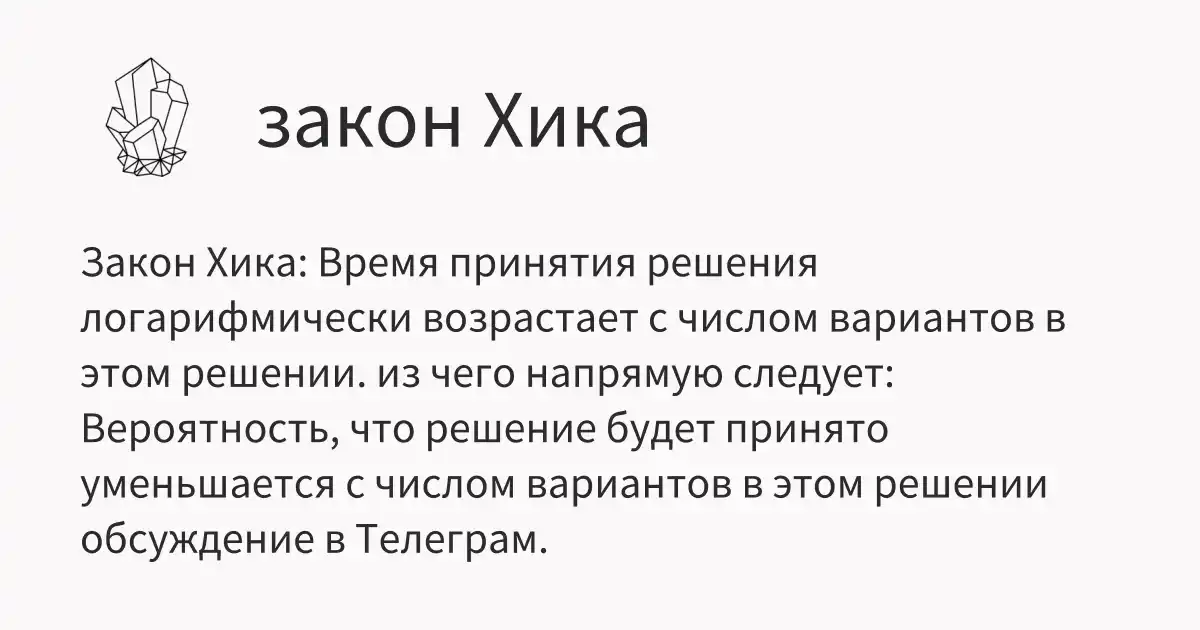 закон Хика
Закон Хика: Время принятия решения
логарифмически возрастает с числом вариантов в
этом решении. из чего напрямую следует:
Вероятность, что решение будет принято
уменьшается с числом вариантов в этом решении
обсуждение в Телеграм.